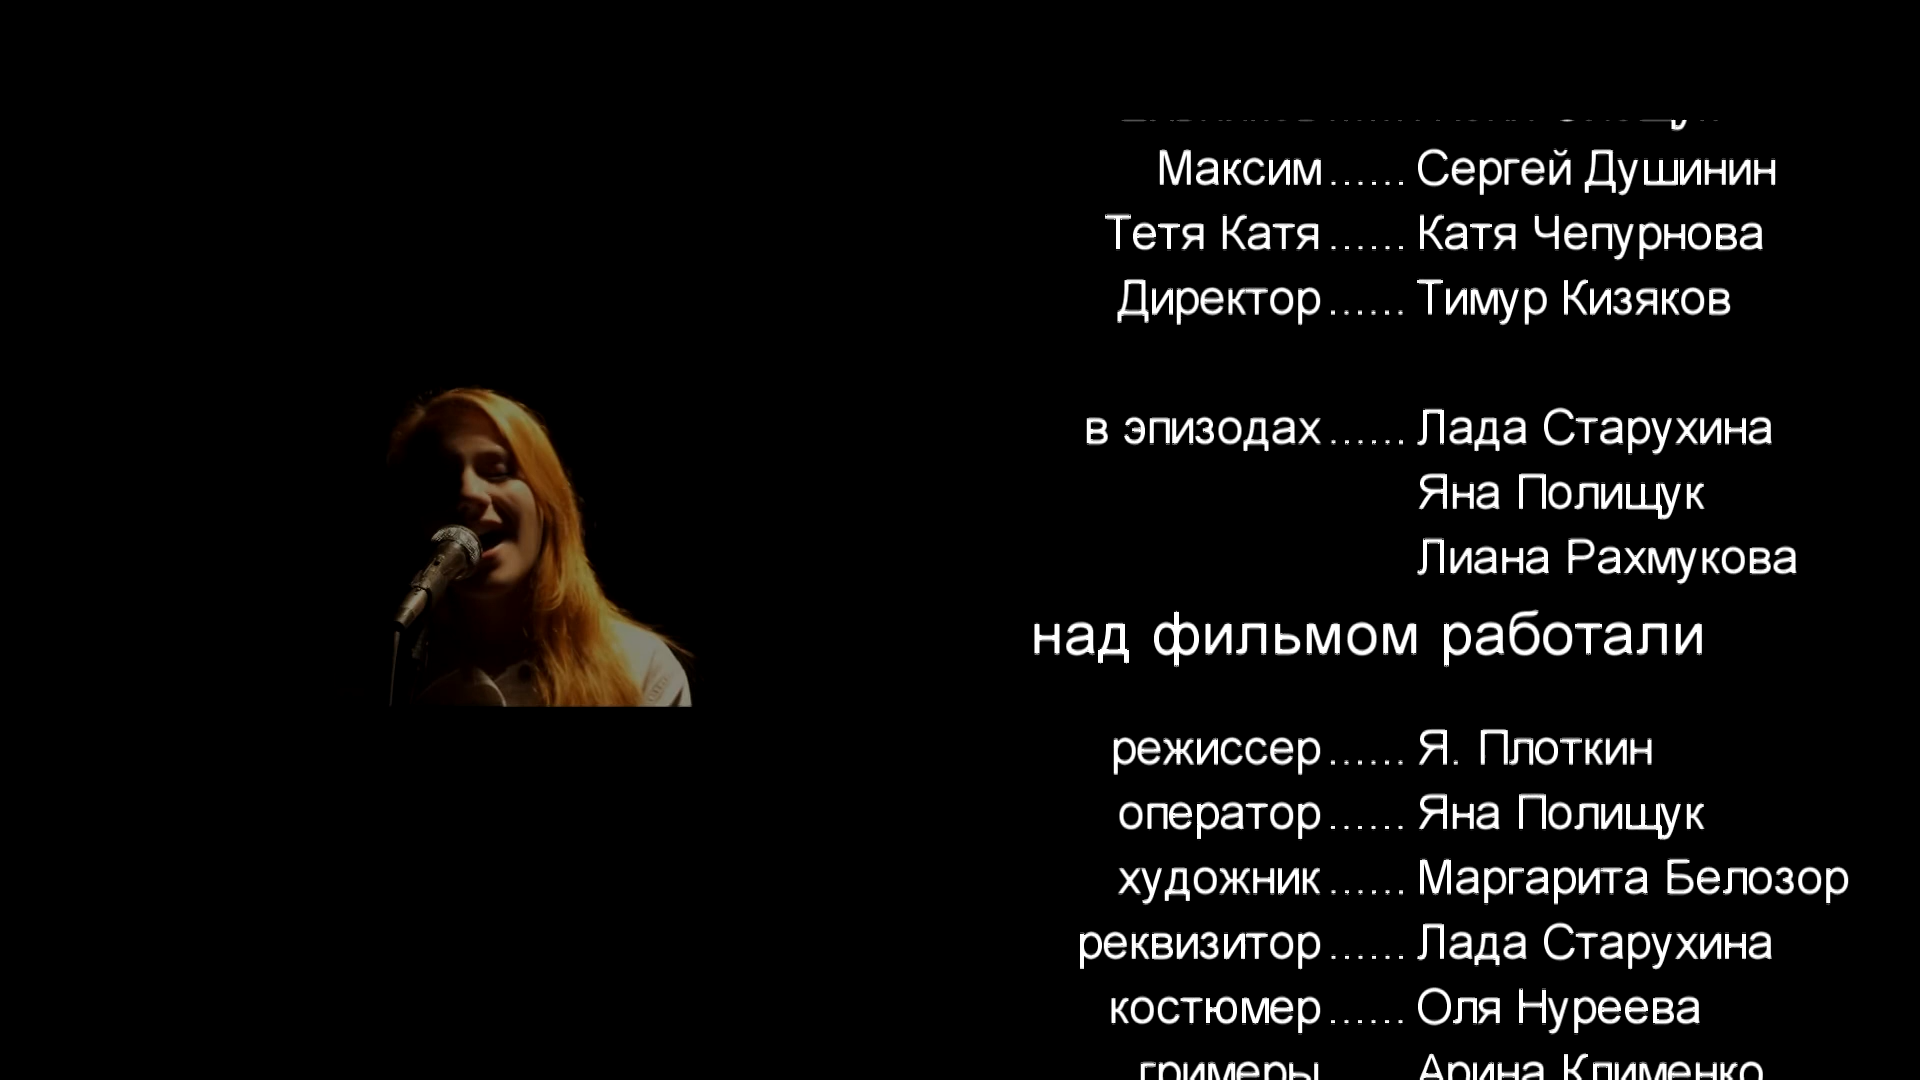 Максим...... Сергей Душинин
Тетя Катя...... Катя Чепурнова
Директор...... Тимур Кизяков
в эпизодах...... Лада Старухина
Яна Полищук
Лиана Рахмукова
над фильмом работали
режиссер...... Я. Плоткин
оператор...... Яна Полищук
художник...... Маргарита Белозор
реквизитор...... Лада Старухина
костюмер...... Оля Нуреева
гримеры...... Арина Клименко